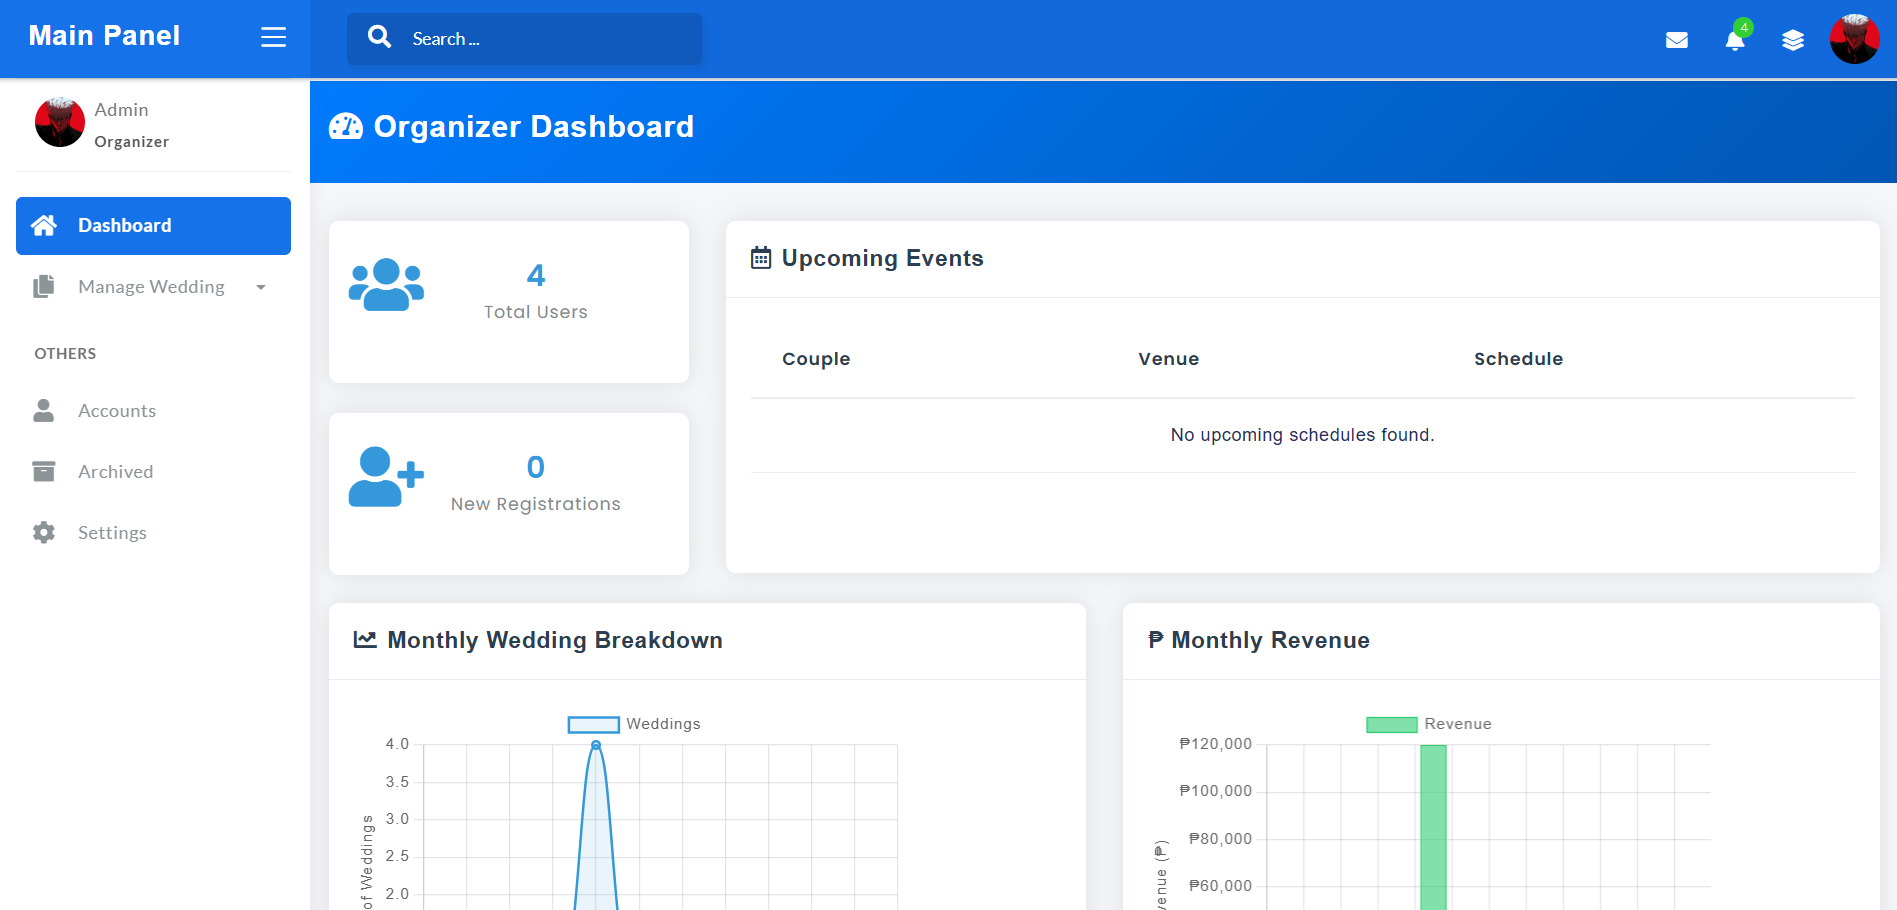 Main Panel
Search ...
4
Admin
Organizer
Dashboard
Manage Wedding
OTHERS
Accounts
Archived
Settings
Organizer Dashboard
4
Total Users
0
New Registrations
Upcoming Events
Couple Venue Schedule
No upcoming schedules found.
Monthly Wedding Breakdown
Weddings
4.0
3.5
3.0
2.5
2.0
of Weddings
₱ Monthly Revenue
Revenue
₱120,000
₱100,000
₱80,000
₱60,000
venue (₱)